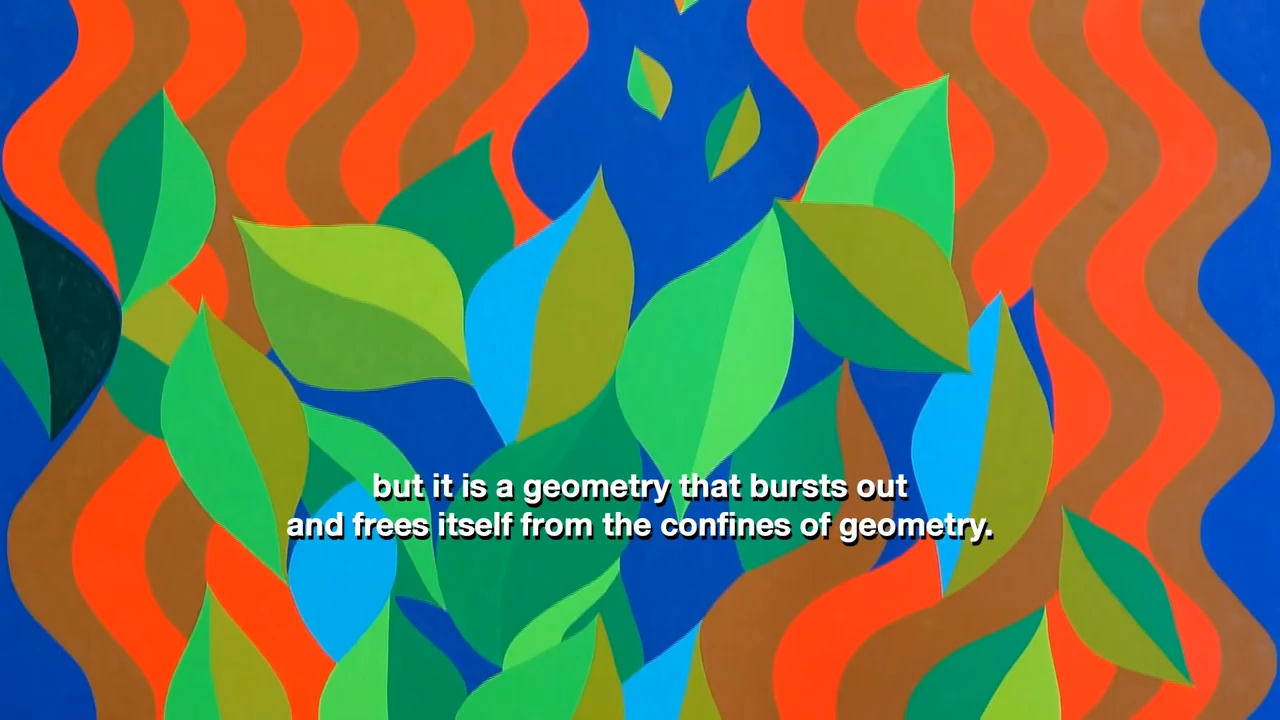 but it is a geometry that bursts out
and frees itself from the confines of geometry.